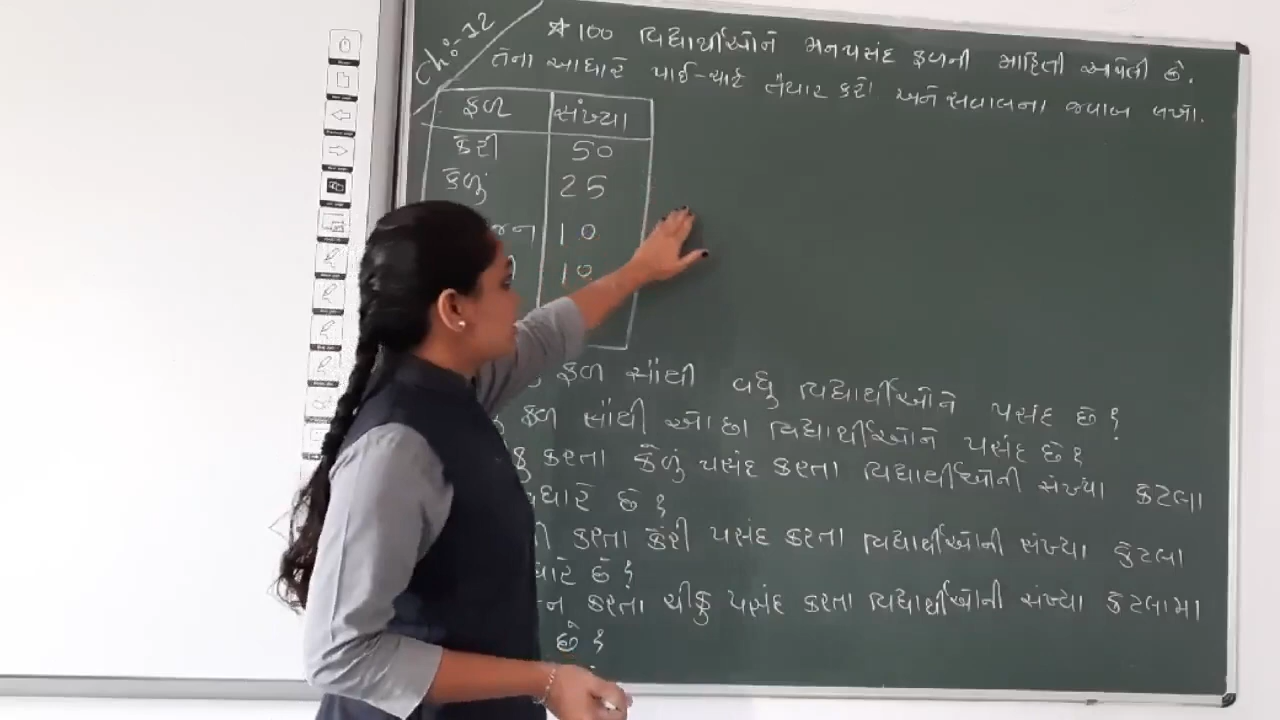 Ch:-12
* 100 વિદ્યાર્થીઓને મનપસંદ ફળની માહિતી આપેલી છે.
તેના આધારે પાઈ-ચાર્ટ તૈયાર કરો અને સવાલના જવાબ લખો.
ફળ સંખ્યા
કેરી 50
કેળું 25
10
10
ફળ સૌથી વધુ વિદ્યાર્થીઓને પસંદ છે?
ફળ સૌથી ઓછા વિદ્યાર્થીઓને પસંદ છે?
કરતા કેળું પસંદ કરતા વિદ્યાર્થીઓની સંખ્યા કેટલા
છે?
કરતા કેરી પસંદ કરતા વિદ્યાર્થીઓની સંખ્યા કેટલા
છે?
કરતા ચીકુ પસંદ કરતા વિદ્યાર્થીઓની સંખ્યા કેટલામા
છે?